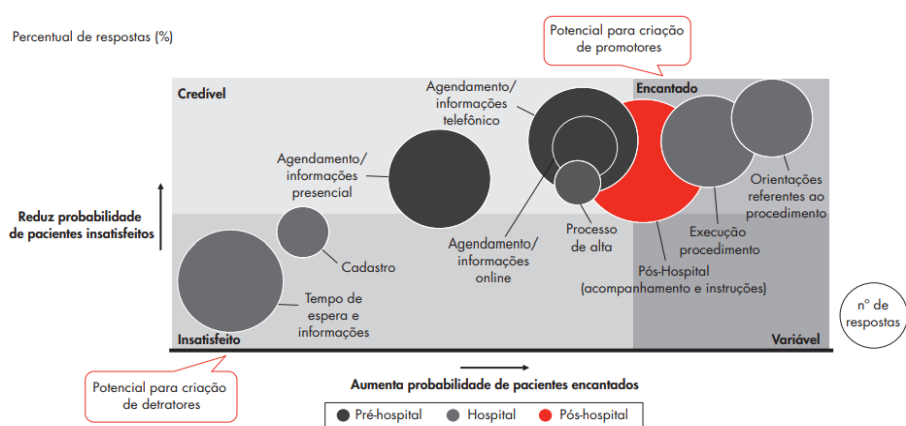 Percentual de respostas (%)
Potencial para criação
de promotores
Credível
Encantado
Agendamento/
informações
telefônico
Agendamento/
informações
presencial
Orientações
referentes ao
procedimento
Reduz probabilidade
de pacientes insatisfeitos
Cadastro
Agendamento/
informações
online
Processo
de alta
Execução
procedimento
Pós-Hospital
(acompanhamento e instruções)
Tempo de
espera e
informações
nº de
respostas
Insatisfeito
Variável
Potencial para criação
de detratores
Aumenta probabilidade de pacientes encantados
Pré-hospital
Hospital
Pós-hospital